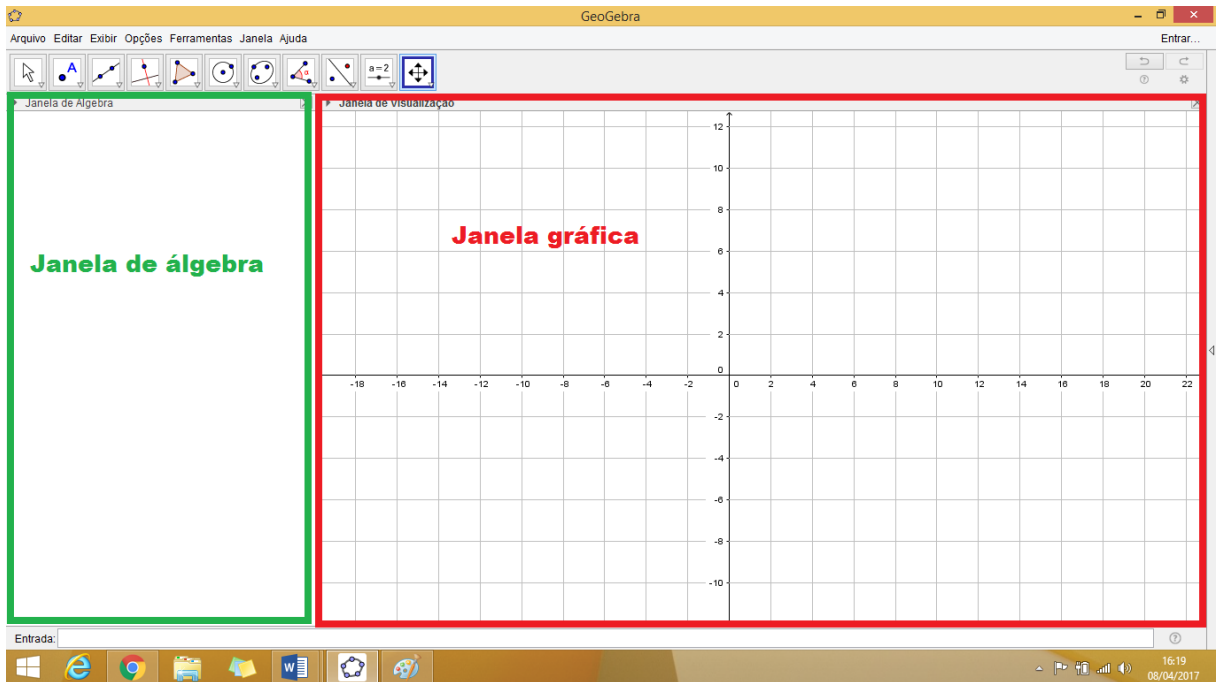 GeoGebra
Arquivo Editar Exibir Opções Ferramentas Janela Ajuda
Entrar...
A
α
a=2
Janela de Álgebra
Janela de Visualização
12
10
8
Janela gráfica
6
Janela de álgebra
4
2
0
-18 -16 -14 -12 -10 -8 -6 -4 -2 0 2 4 6 8 10 12 14 16 18 20 22
-2
-4
-6
-8
-10
Entrada:
16:19
08/04/2017